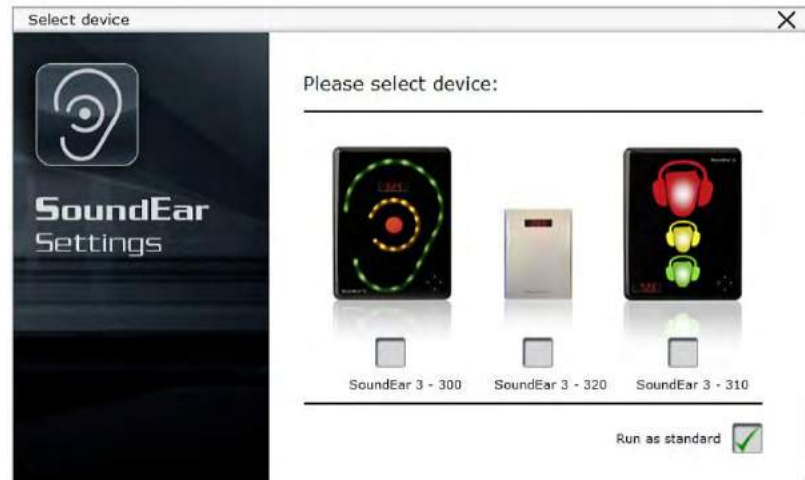 Select device
SoundEar
Settings
Please select device:
SoundEar 3 - 300
SoundEar 3 - 320
SoundEar 3 - 310
Run as standard